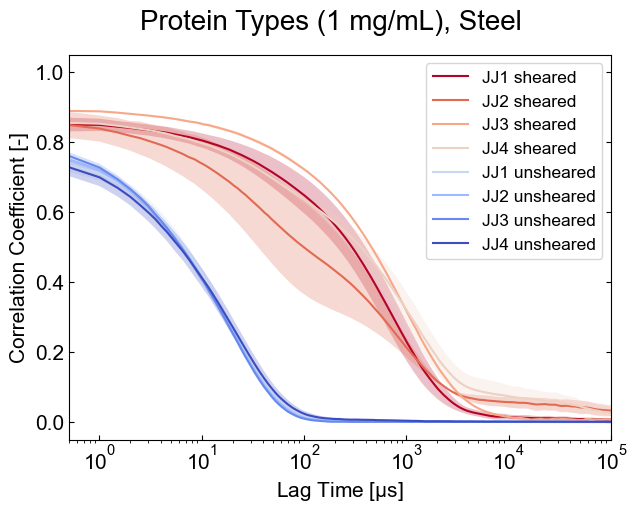 Protein Types (1 mg/mL), Steel
Correlation Coefficient [-]
1.0
0.8
0.6
0.4
0.2
0.0
JJ1 sheared
JJ2 sheared
JJ3 sheared
JJ4 sheared
JJ1 unsheared
JJ2 unsheared
JJ3 unsheared
JJ4 unsheared
10⁰ 10¹ 10² 10³ 10⁴ 10⁵
Lag Time [µs]